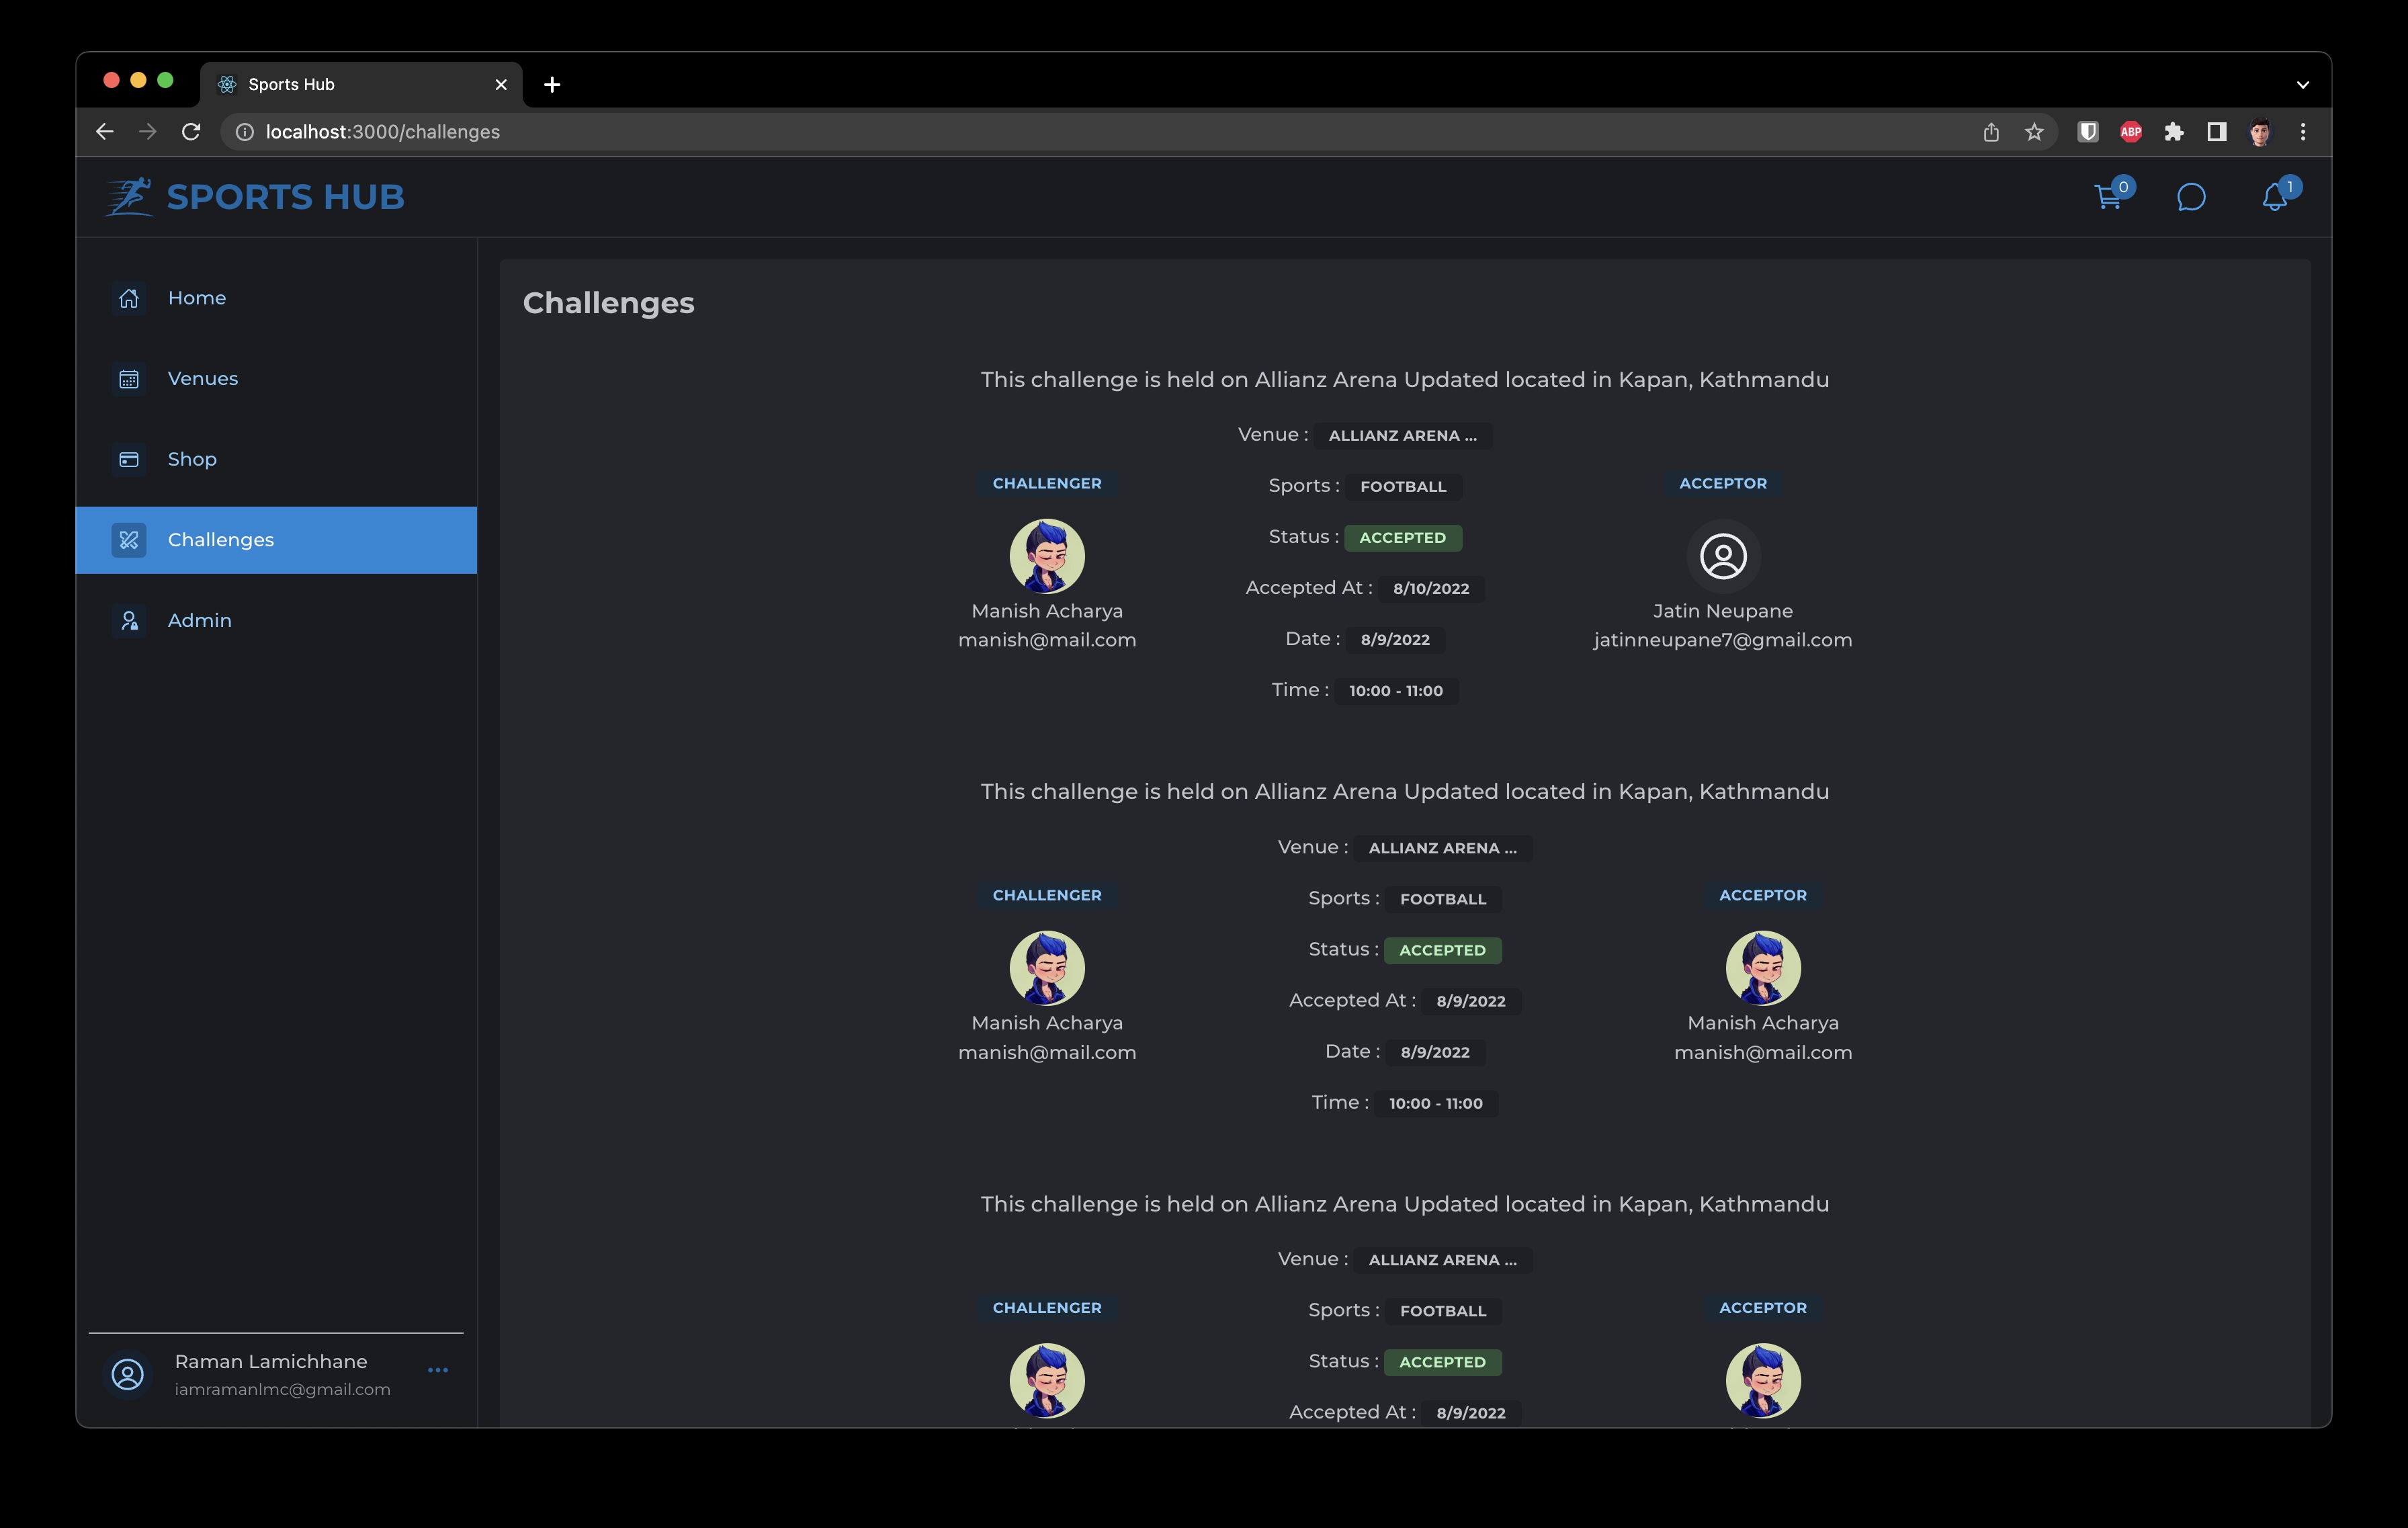 Sports Hub
localhost:3000/challenges
ABP
SPORTS HUB
0
1
Home
Venues
Shop
Challenges
Admin
Raman Lamichhane
iamramanlmc@gmail.com
Challenges
This challenge is held on Allianz Arena Updated located in Kapan, Kathmandu
CHALLENGER
Manish Acharya
manish@mail.com
Venue : ALLIANZ ARENA ...
Sports : FOOTBALL
Status : ACCEPTED
Accepted At : 8/10/2022
Date : 8/9/2022
Time : 10:00 - 11:00
ACCEPTOR
Jatin Neupane
jatinneupane7@gmail.com
This challenge is held on Allianz Arena Updated located in Kapan, Kathmandu
CHALLENGER
Manish Acharya
manish@mail.com
Venue : ALLIANZ ARENA ...
Sports : FOOTBALL
Status : ACCEPTED
Accepted At : 8/9/2022
Date : 8/9/2022
Time : 10:00 - 11:00
ACCEPTOR
Manish Acharya
manish@mail.com
This challenge is held on Allianz Arena Updated located in Kapan, Kathmandu
CHALLENGER
Venue : ALLIANZ ARENA ...
Sports : FOOTBALL
Status : ACCEPTED
Accepted At : 8/9/2022
ACCEPTOR